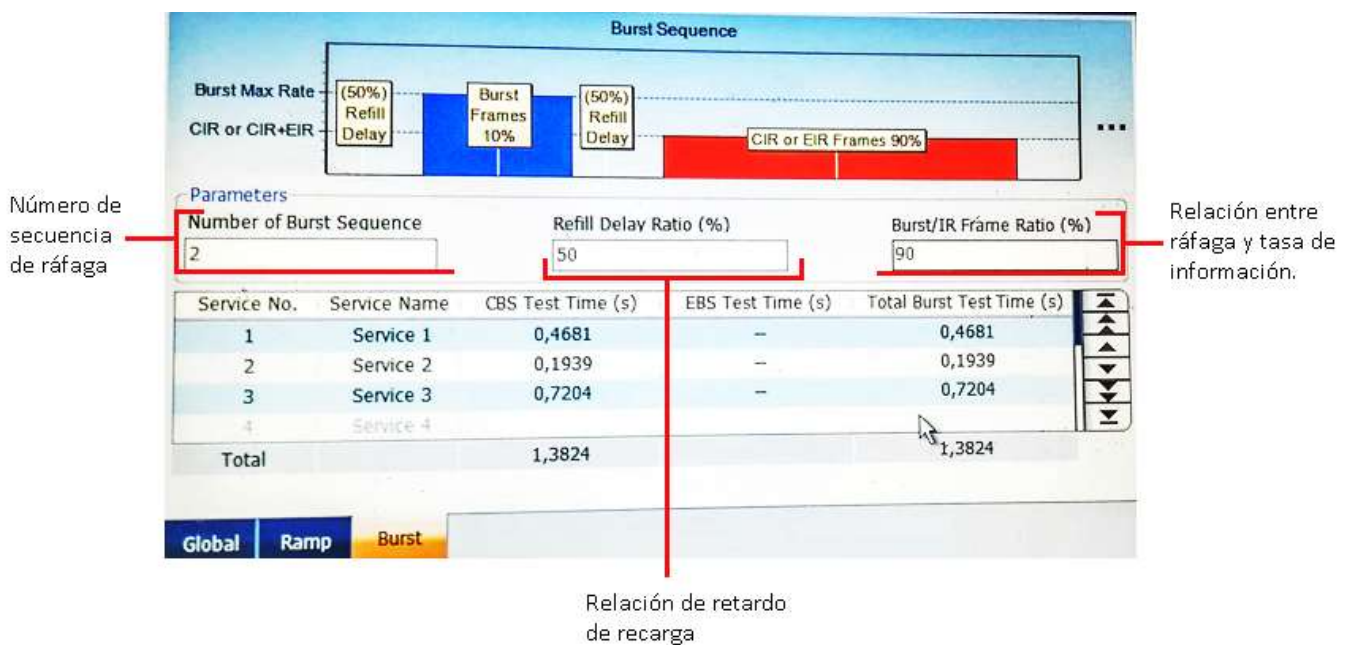 Burst Sequence
Burst Max Rate
CIR or CIR+EIR
(50%)
Refill
Delay
Burst
Frames
10%
(50%)
Refill
Delay
CIR or EIR Frames 90%
...
Parameters
Número de
secuencia
de ráfaga
Number of Burst Sequence
2
Refill Delay Ratio (%)
50
Burst/IR Frame Ratio (%)
90
Relación entre
ráfaga y tasa de
información.
Service No. Service Name CBS Test Time (s) EBS Test Time (s) Total Burst Test Time (s)
1 Service 1 0,4681 -- 0,4681
2 Service 2 0,1939 -- 0,1939
3 Service 3 0,7204 -- 0,7204
4 Service 4
Total 1,3824 1,3824
Global Ramp Burst
Relación de retardo
de recarga